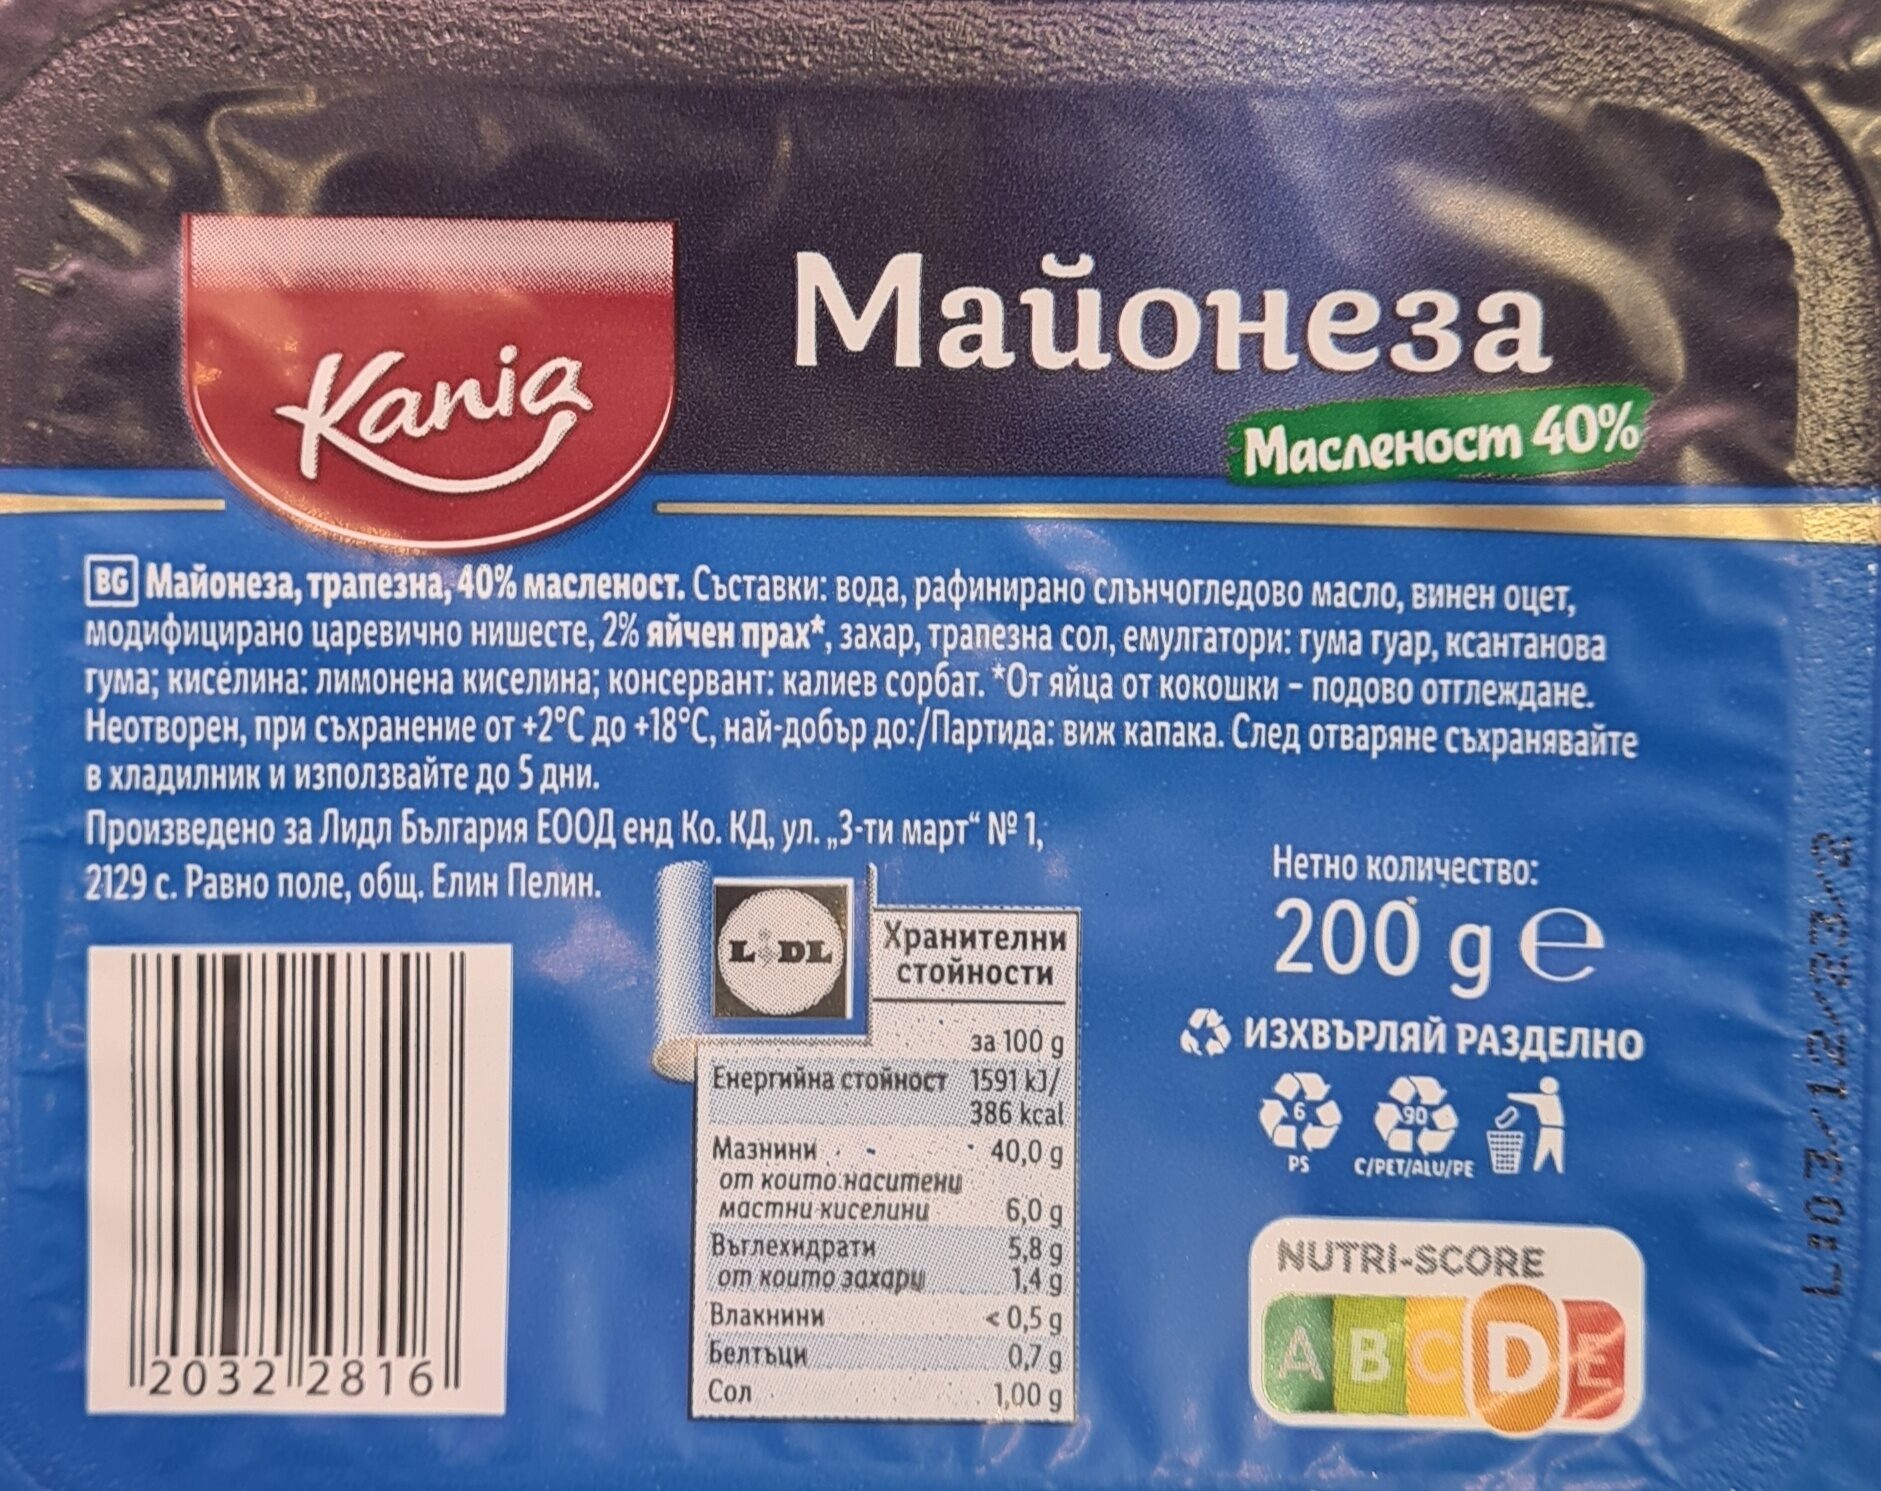 Kania
Майонеза
Масленост 40%
BG Майонеза, трапезна, 40% масленост. Съставки: вода, рафинирано слънчогледово масло, винен оцет,
модифицирано царевично нишесте, 2% яйчен прах*, захар, трапезна сол, емулгатори: гума гуар, ксантанова
гума; киселина: лимонена киселина; консервант: калиев сорбат. *От яйца от кокошки – подово отглеждане.
Неотворен, при съхранение от +2°C до +18°C, най-добър до:/Партида: виж капака. След отваряне съхранявайте
в хладилник и използвайте до 5 дни.
Произведено за Лидл България ЕООД енд Ко. КД, ул. „3-ти март“ № 1,
2129 с. Равно поле, общ. Елин Пелин.
2032 2816
LIDL
Хранителни
стойности
за 100 g
Енергийна стойност 1591 kJ/
386 kcal
Мазнини 40,0 g
от които наситени
мастни киселини 6,0 g
Въглехидрати 5,8 g
от които захари 1,4 g
Влакнини < 0,5 g
Белтъци 0,7 g
Сол 1,00 g
Нетно количество:
200 g e
ИЗХВЪРЛЯЙ РАЗДЕЛНО
6 90
PS C/PET/ALU/PE
NUTRI-SCORE
A B C D E